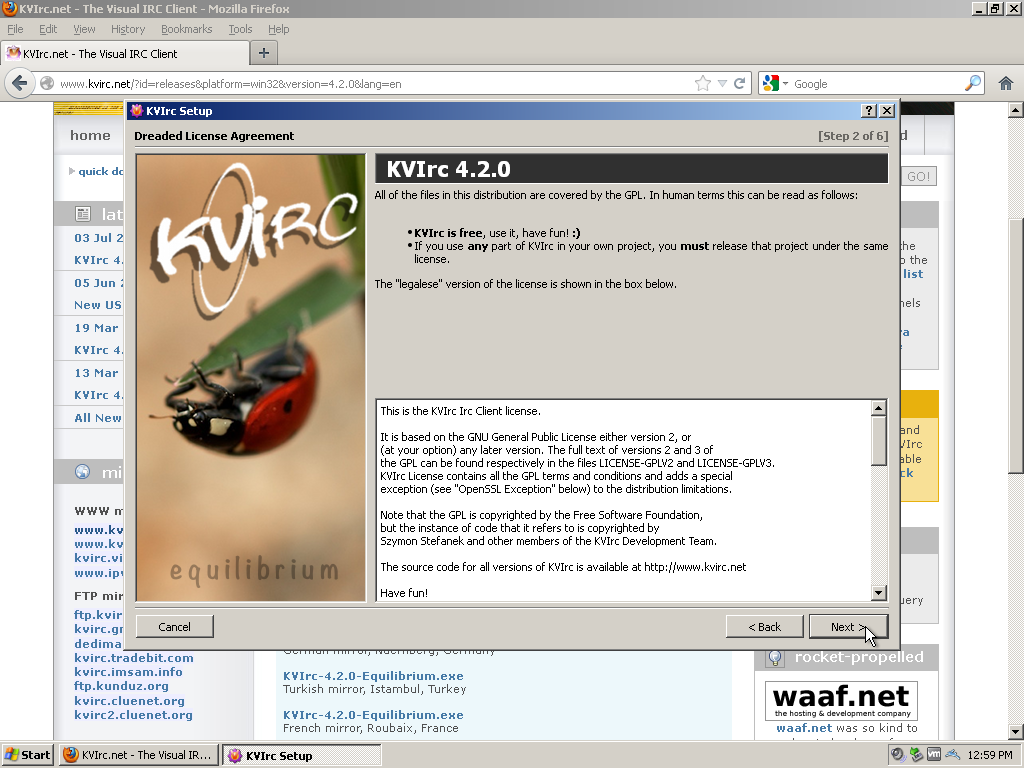 KVIrc.net - The Visual IRC Client - Mozilla Firefox
File Edit View History Bookmarks Tools Help
KVIrc.net - The Visual IRC Client
www.kvirc.net/?id=releases&platform=win32&version=4.2.0&lang=en
Google
KVIrc Setup
Dreaded License Agreement
[Step 2 of 6]
home
quick do
GO!
lat
03 Jul 2
KVIrc 4.
05 Jun 2
New US
19 Mar
KVIrc 4.
13 Mar
KVIrc 4.
All New
mi
WWW m
www.kv
www.kv
kvirc.vi
www.ipv
FTP mir
ftp.kvir
kvirc.gr
dedima
kvirc.tradebit.com
kvirc.imsam.info
ftp.kunduz.org
kvirc.cluenet.org
kvirc2.cluenet.org
KVIRC
equilibrium
KVIrc 4.2.0
All of the files in this distribution are covered by the GPL. In human terms this can be read as follows:
•KVIrc is free, use it, have fun! :)
•If you use any part of KVIrc in your own project, you must release that project under the same
license.
The "legalese" version of the license is shown in the box below.
This is the KVIrc Irc Client license.
It is based on the GNU General Public License either version 2, or
(at your option) any later version. The full text of versions 2 and 3 of
the GPL can be found respectively in the files LICENSE-GPLV2 and LICENSE-GPLV3.
KVIrc License contains all the GPL terms and conditions and adds a special
exception (see "OpenSSL Exception" below) to the distribution limitations.
Note that the GPL is copyrighted by the Free Software Foundation,
but the instance of code that it refers to is copyrighted by
Szymon Stefanek and other members of the KVIrc Development Team.
The source code for all versions of KVIrc is available at http://www.kvirc.net
Have fun!
Cancel
< Back
Next >
German mirror, Nuernberg, Germany
KVIrc-4.2.0-Equilibrium.exe
Turkish mirror, Istambul, Turkey
KVIrc-4.2.0-Equilibrium.exe
French mirror, Roubaix, France
d
the
o the
list
nels
a
e
and
VIrc
able
ck
uery
rocket-propelled
waaf.net
the hosting & development company
waaf.net was so kind to
Start
KVIrc.net - The Visual IR...
KVIrc Setup
12:59 PM